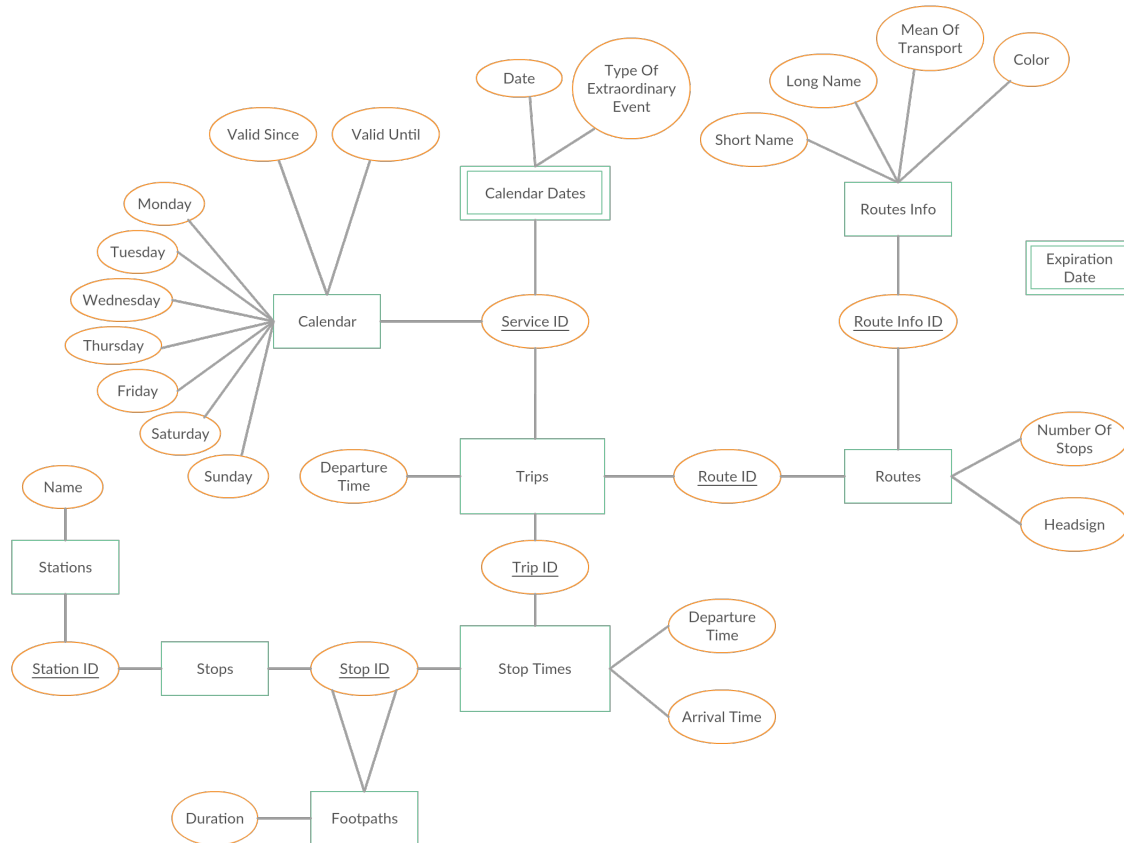 Mean Of
Transport
Color
Long Name
Short Name
Date
Type Of
Extraordinary
Event
Valid Since
Valid Until
Calendar Dates
Routes Info
Monday
Tuesday
Wednesday
Thursday
Friday
Saturday
Sunday
Calendar
Service ID
Route Info ID
Expiration
Date
Departure
Time
Trips
Route ID
Routes
Number Of
Stops
Headsign
Name
Stations
Trip ID
Station ID
Stops
Stop ID
Stop Times
Departure
Time
Arrival Time
Duration
Footpaths